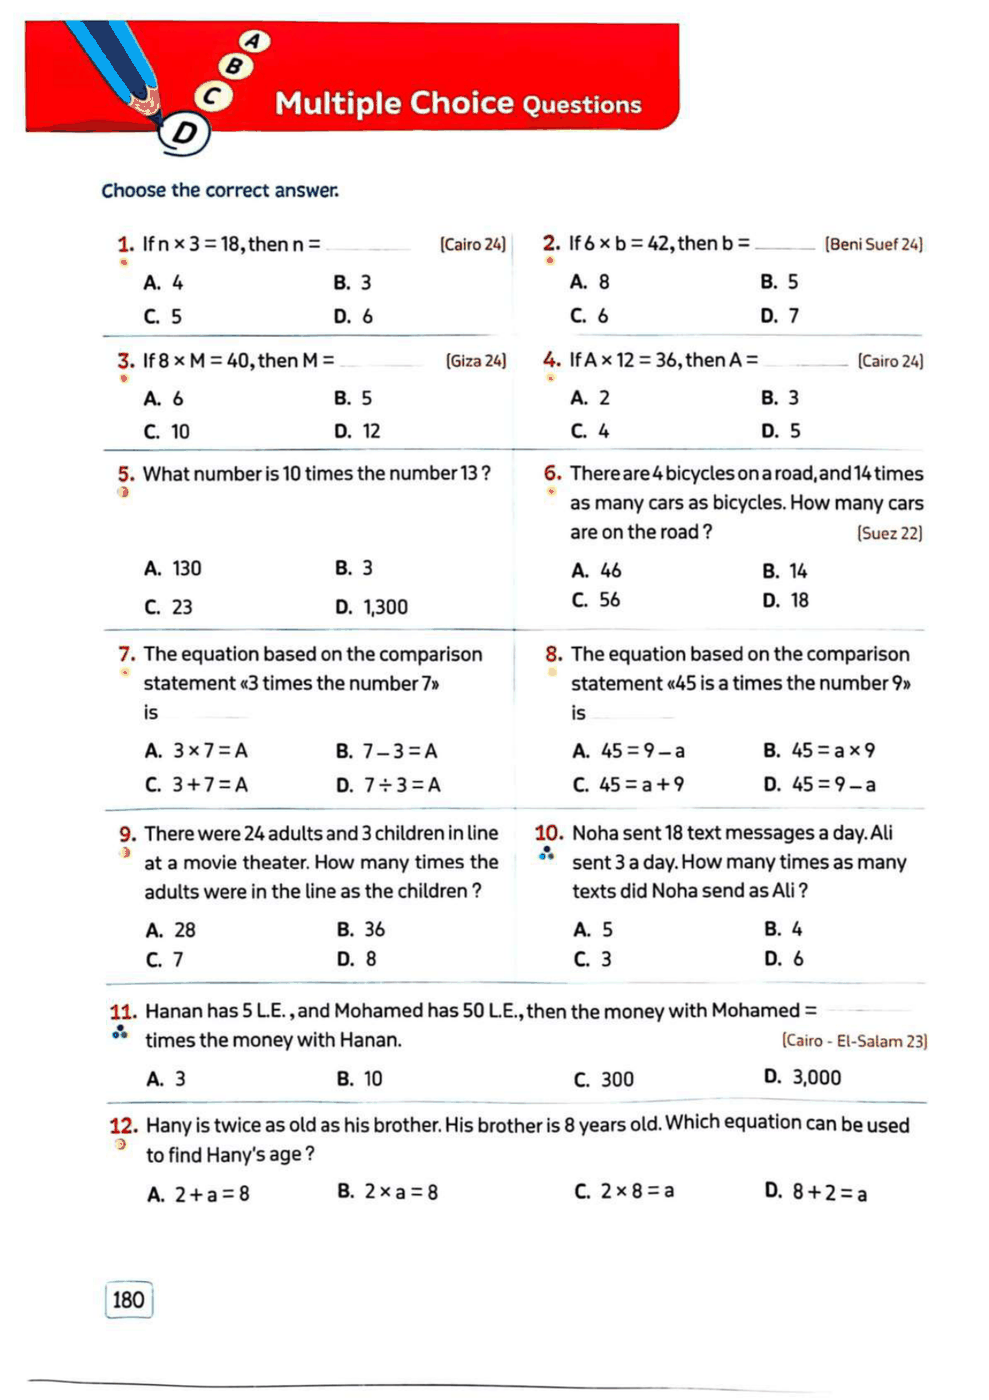 A
B
C
D
Multiple Choice Questions
Choose the correct answer.
1. If n × 3 = 18, then n = [Cairo 24]
A. 4 B. 3
C. 5 D. 6
2. If 6 × b = 42, then b = [Beni Suef 24]
A. 8 B. 5
C. 6 D. 7
3. If 8 × M = 40, then M = [Giza 24]
A. 6 B. 5
C. 10 D. 12
4. If A × 12 = 36, then A = [Cairo 24]
A. 2 B. 3
C. 4 D. 5
5. What number is 10 times the number 13 ?
A. 130 B. 3
C. 23 D. 1,300
6. There are 4 bicycles on a road, and 14 times
as many cars as bicycles. How many cars
are on the road ? [Suez 22]
A. 46 B. 14
C. 56 D. 18
7. The equation based on the comparison
statement «3 times the number 7»
is
A. 3 × 7 = A B. 7 – 3 = A
C. 3 + 7 = A D. 7 ÷ 3 = A
8. The equation based on the comparison
statement «45 is a times the number 9»
is
A. 45 = 9 – a B. 45 = a × 9
C. 45 = a + 9 D. 45 = 9 – a
9. There were 24 adults and 3 children in line
at a movie theater. How many times the
adults were in the line as the children ?
A. 28 B. 36
C. 7 D. 8
10. Noha sent 18 text messages a day. Ali
sent 3 a day. How many times as many
texts did Noha send as Ali ?
A. 5 B. 4
C. 3 D. 6
11. Hanan has 5 L.E. , and Mohamed has 50 L.E., then the money with Mohamed =
times the money with Hanan. [Cairo - El-Salam 23]
A. 3 B. 10 C. 300 D. 3,000
12. Hany is twice as old as his brother. His brother is 8 years old. Which equation can be used
to find Hany's age ?
A. 2 + a = 8 B. 2 × a = 8 C. 2 × 8 = a D. 8 + 2 = a
180